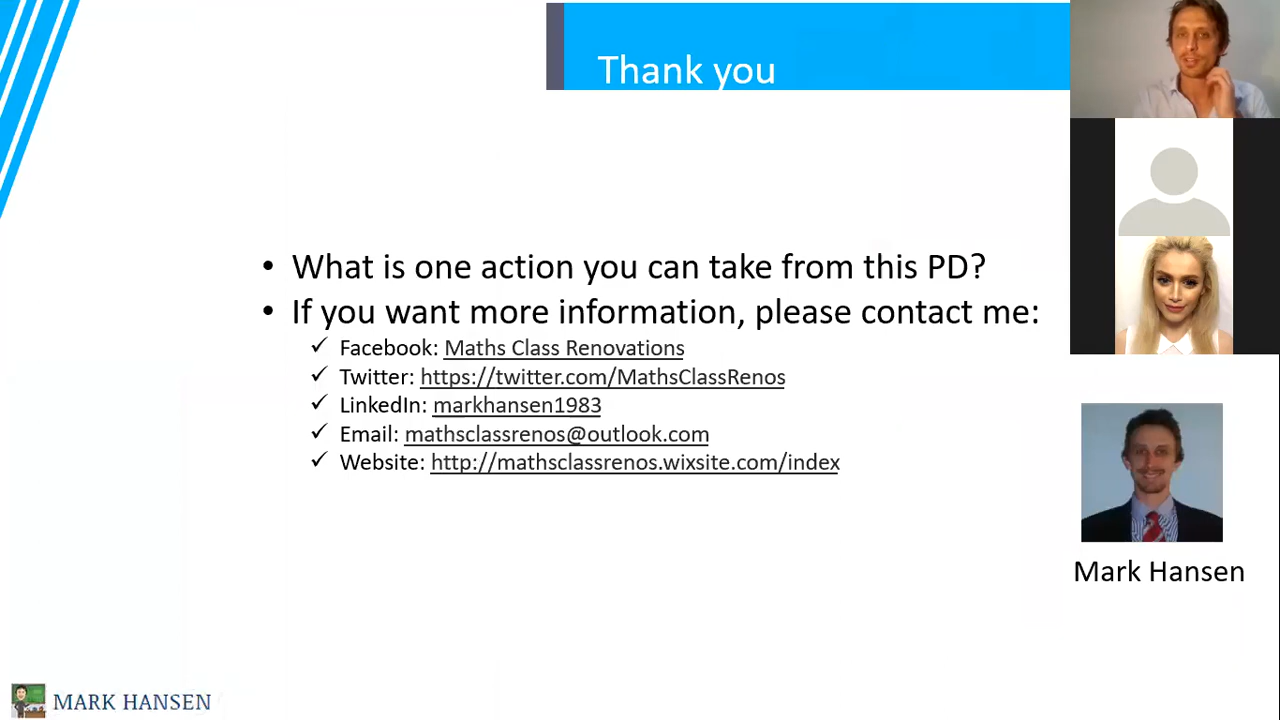 Thank you
• What is one action you can take from this PD?
• If you want more information, please contact me:
✓ Facebook: Maths Class Renovations
✓ Twitter: https://twitter.com/MathsClassRenos
✓ LinkedIn: markhansen1983
✓ Email: mathsclassrenos@outlook.com
✓ Website: http://mathsclassrenos.wixsite.com/index
Mark Hansen
MARK HANSEN